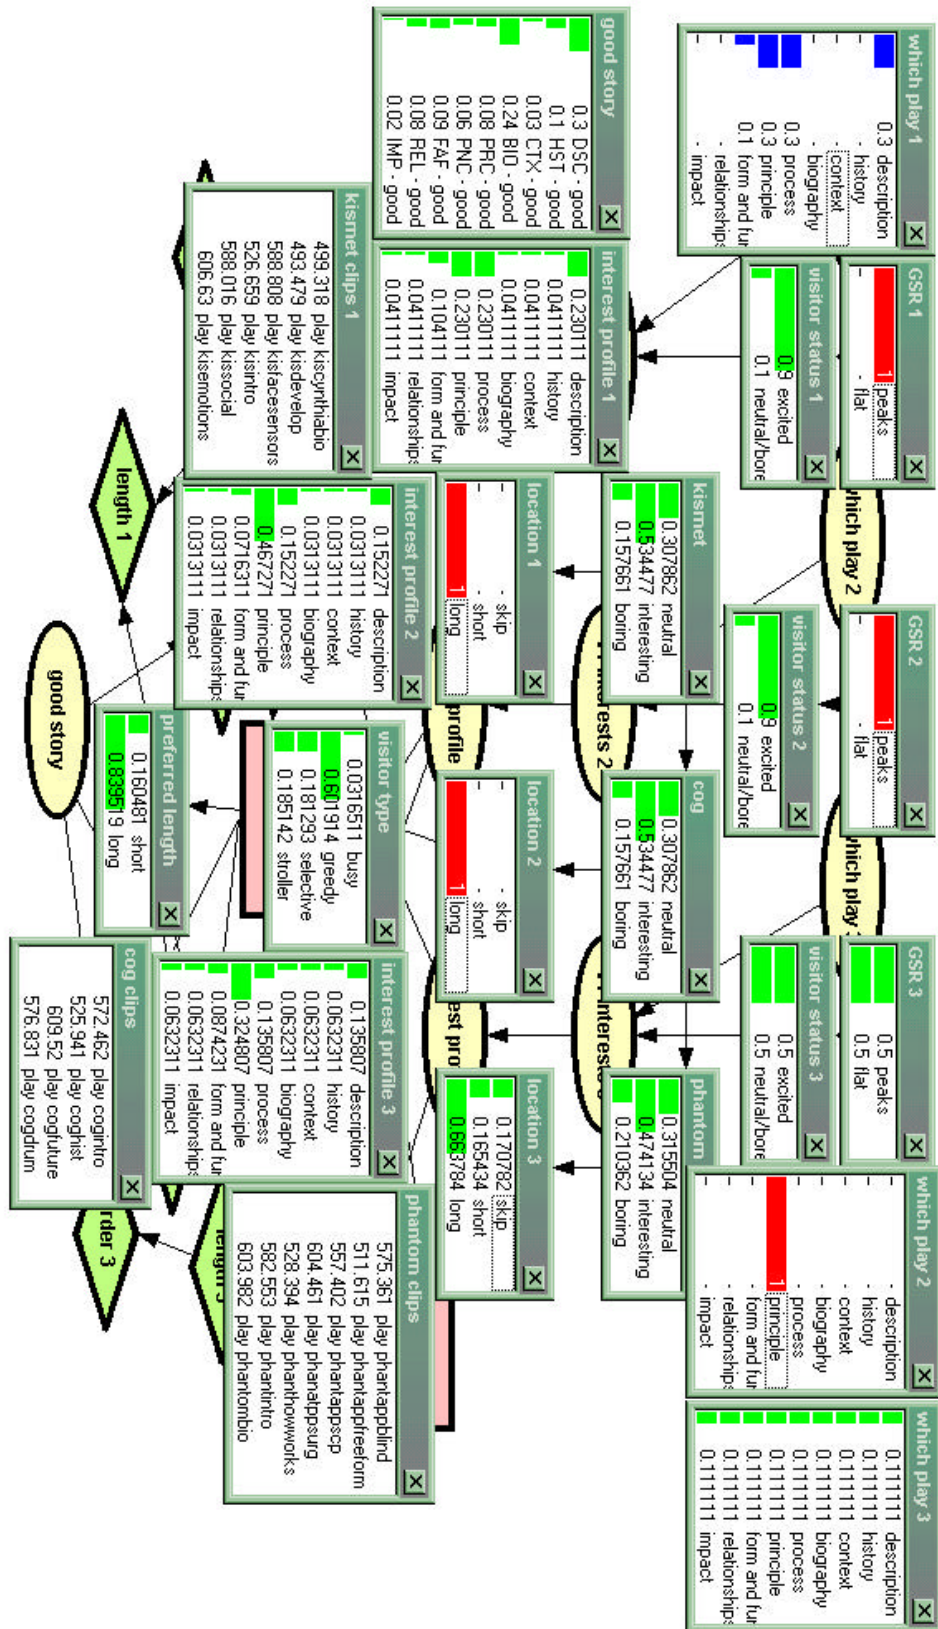 which play 1
0.3 description
- history
- context
- biography
0.3 process
0.3 principle
0.1 form and fur
- relationships
- impact
GSR 1
1 peaks
- flat
visitor status 1
0.9 excited
0.1 neutral/bore
which play 2
GSR 2
1 peaks
- flat
visitor status 2
0.9 excited
0.1 neutral/bore
which play
GSR 3
0.5 peaks
0.5 flat
visitor status 3
0.5 excited
0.5 neutral/bore
which play 2
- description
- history
- context
- biography
- process
1 principle
- form and fur
- relationships
- impact
which play 3
0.111111 description
0.111111 history
0.111111 context
0.111111 biography
0.111111 process
0.111111 principle
0.111111 form and fur
0.111111 relationships
0.111111 impact
good story
0.3 DSC - good
0.1 HST - good
0.03 CTX - good
0.24 BIO - good
0.08 PRC - good
0.06 PNC - good
0.09 FAF - good
0.08 REL - good
0.02 IMP - good
interest profile 1
0.230111 description
0.0411111 history
0.0411111 context
0.0411111 biography
0.230111 process
0.230111 principle
0.104111 form and fur
0.0411111 relationships
0.0411111 impact
kismet
0.307862 neutral
0.534477 interesting
0.157661 boring
interests 2
cog
0.307862 neutral
0.534477 interesting
0.157661 boring
interests
phantom
0.315504 neutral
0.474134 interesting
0.210362 boring
location 1
- skip
- short
1 long
profile
location 2
- skip
- short
1 long
est pro
location 3
0.170782 skip
0.165434 short
0.663784 long
kismet clips 1
499.318 play kiscynthiabio
493.479 play kisdevelop
588.808 play kisfacesensors
526.659 play kisintro
588.016 play kissocial
606.63 play kisemotions
interest profile 2
0.152271 description
0.0313111 history
0.0313111 context
0.0313111 biography
0.152271 process
0.467271 principle
0.0716311 form and fur
0.0313111 relationships
0.0313111 impact
visitor type
0.0316511 busy
0.601914 greedy
0.181293 selective
0.185142 stroller
interest profile 3
0.135807 description
0.0632311 history
0.0632311 context
0.0632311 biography
0.135807 process
0.324807 principle
0.0874231 form and fur
0.0632311 relationships
0.0632311 impact
phantom clips
575.361 play phantappblind
511.615 play phantappfreeform
557.402 play phantappscp
604.461 play phanatppsurg
528.394 play phanthowworks
582.553 play phantintro
603.982 play phantombio
length 1
good story
preferred length
0.160481 short
0.839519 long
cog clips
572.462 play cogintro
525.941 play coghist
609.52 play cogfuture
576.831 play cogdrum
rder 3